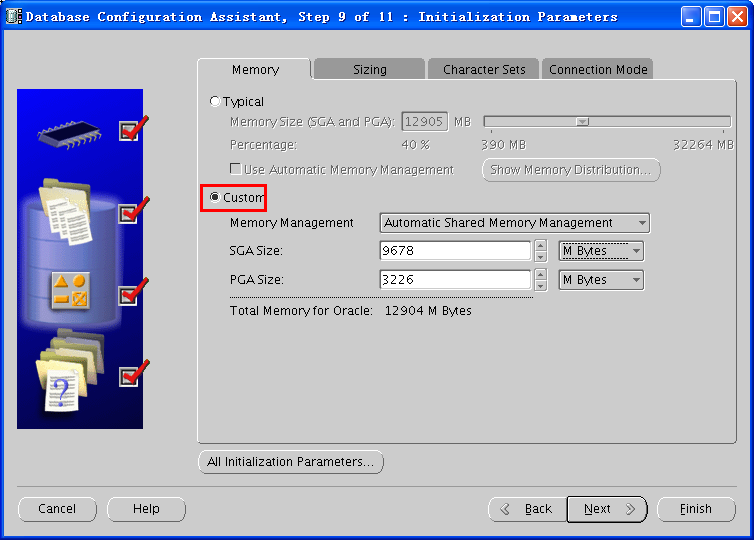 Database Configuration Assistant, Step 9 of 11 : Initialization Parameters
Memory Sizing Character Sets Connection Mode
Typical
Memory Size (SGA and PGA): 12905 MB
Percentage: 40 % 390 MB 32264 MB
Use Automatic Memory Management Show Memory Distribution...
Custom
Memory Management Automatic Shared Memory Management
SGA Size: 9678 M Bytes
PGA Size: 3226 M Bytes
Total Memory for Oracle: 12904 M Bytes
?
All Initialization Parameters...
Cancel Help Back Next Finish